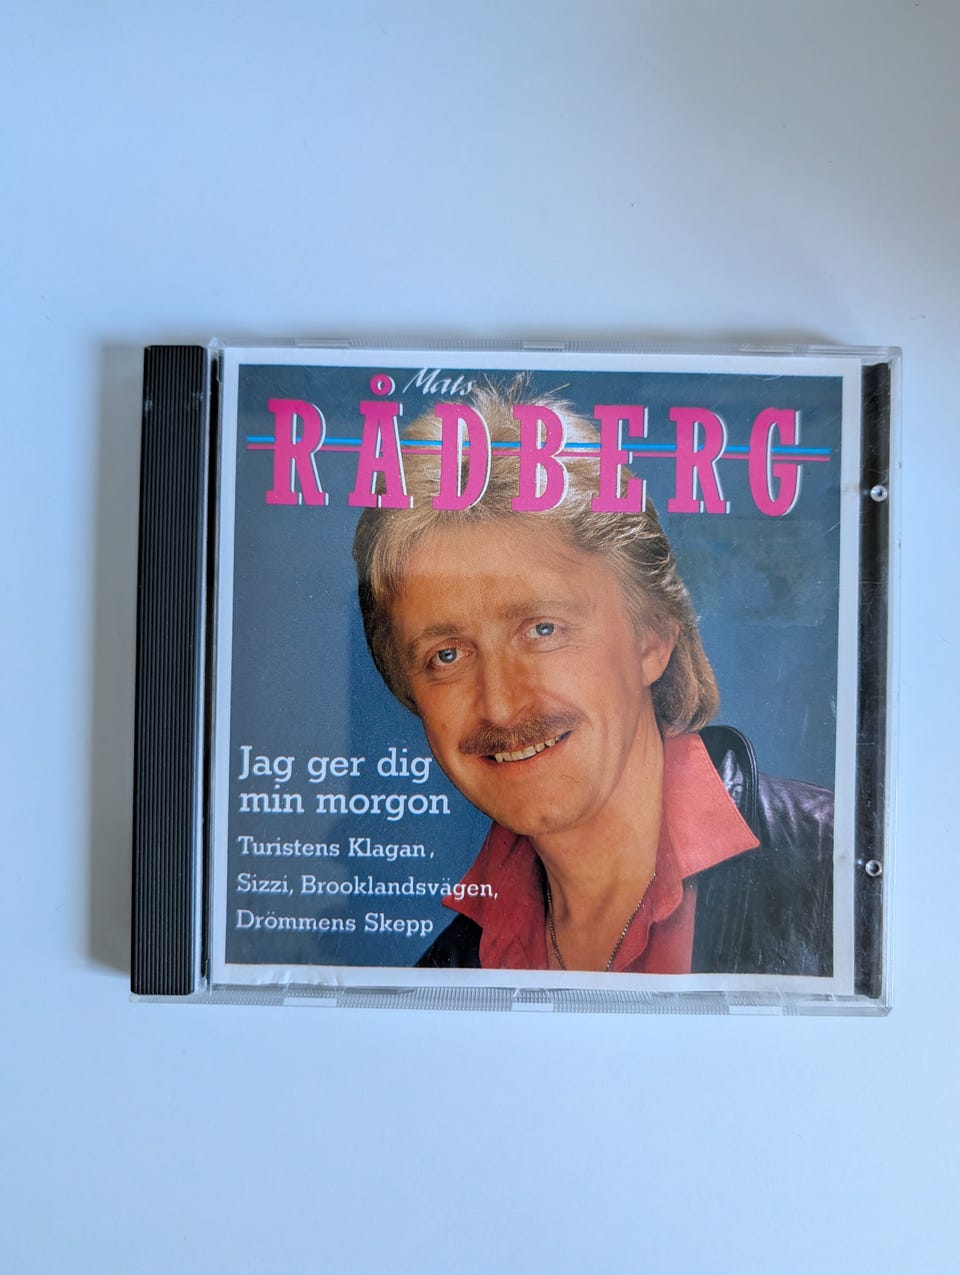 Mats
RÅDBERG
Jag ger dig
min morgon
Turistens Klagan,
Sizzi, Brooklandsvägen,
Drömmens Skepp